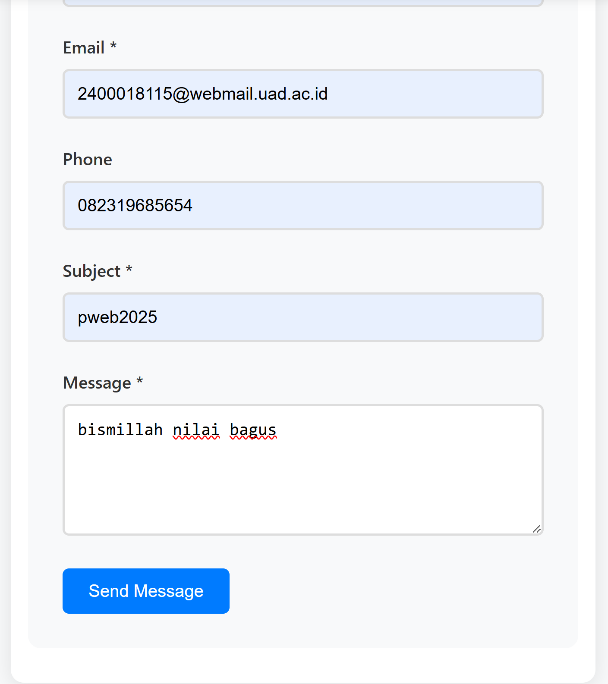 Email *
2400018115@webmail.uad.ac.id
Phone
082319685654
Subject *
pweb2025
Message *
bismillah nilai bagus
Send Message